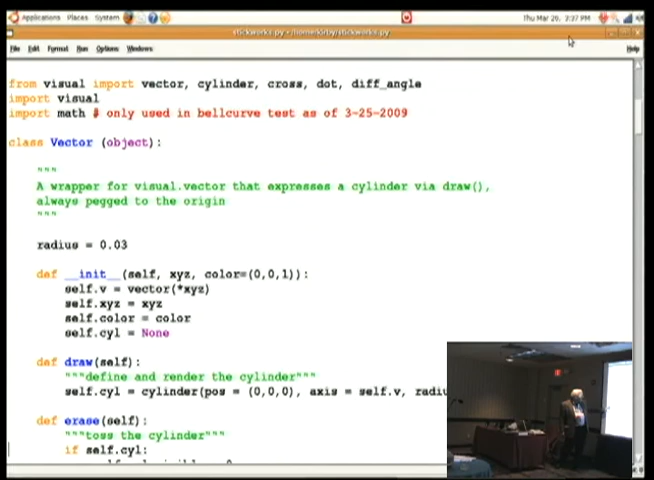 Applications Places System Thu Mar 26, 3:37 PM
stickworks.py - /home/kirby/stickworks.py
File Edit Format Run Options Windows Help
from visual import vector, cylinder, cross, dot, diff_angle
import visual
import math # only used in bellcurve test as of 3-25-2009
class Vector (object):
"""
A wrapper for visual.vector that expresses a cylinder via draw(),
always pegged to the origin
"""
radius = 0.03
def __init__(self, xyz, color=(0,0,1)):
self.v = vector(*xyz)
self.xyz = xyz
self.color = color
self.cyl = None
def draw(self):
"""define and render the cylinder"""
self.cyl = cylinder(pos = (0,0,0), axis = self.v, radiu
def erase(self):
"""toss the cylinder"""
if self.cyl: